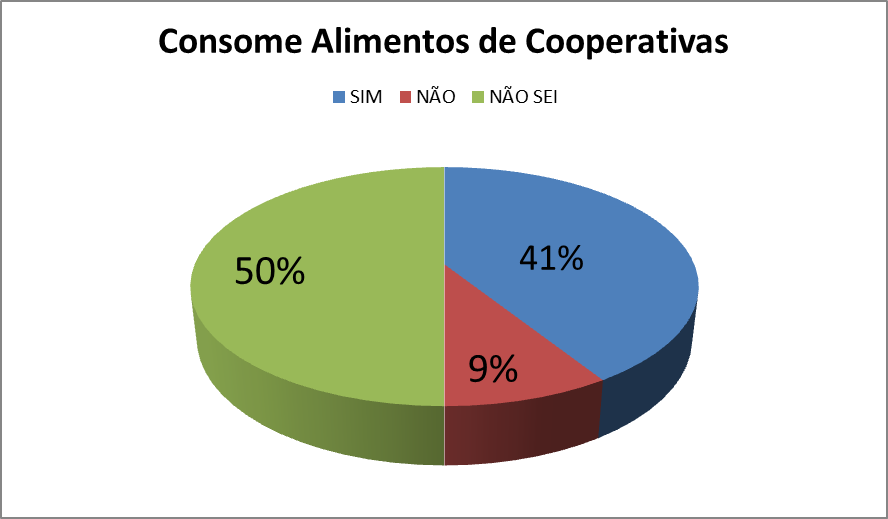 Consome Alimentos de Cooperativas
SIM NÃO NÃO SEI
50%
41%
9%